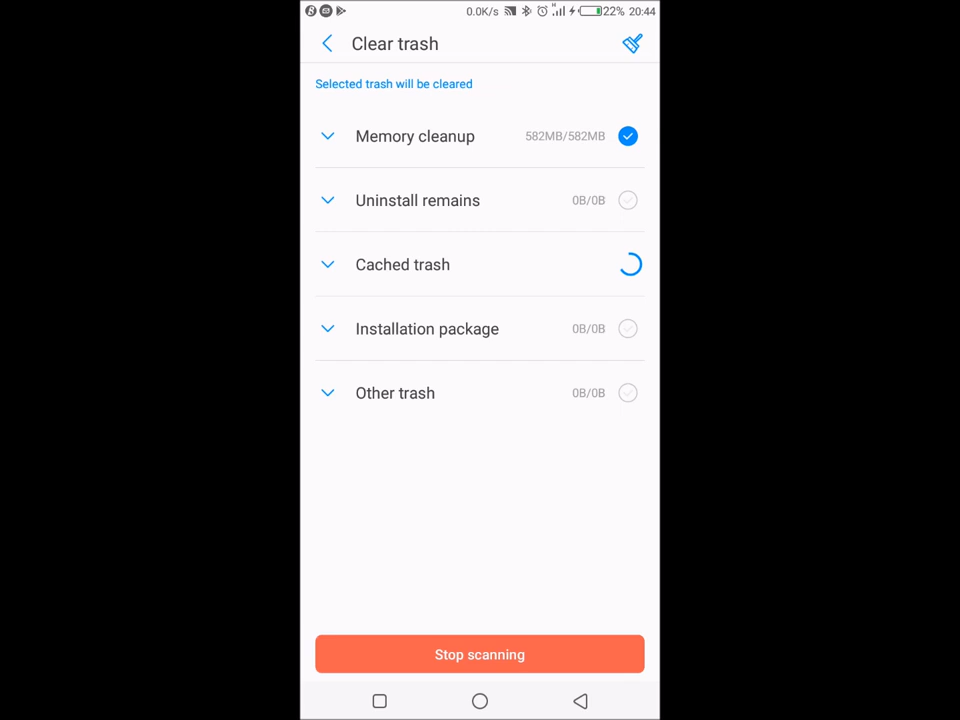 0.0K/s H 22% 20:44
Clear trash
Selected trash will be cleared
Memory cleanup 582MB/582MB
Uninstall remains 0B/0B
Cached trash
Installation package 0B/0B
Other trash 0B/0B
Stop scanning